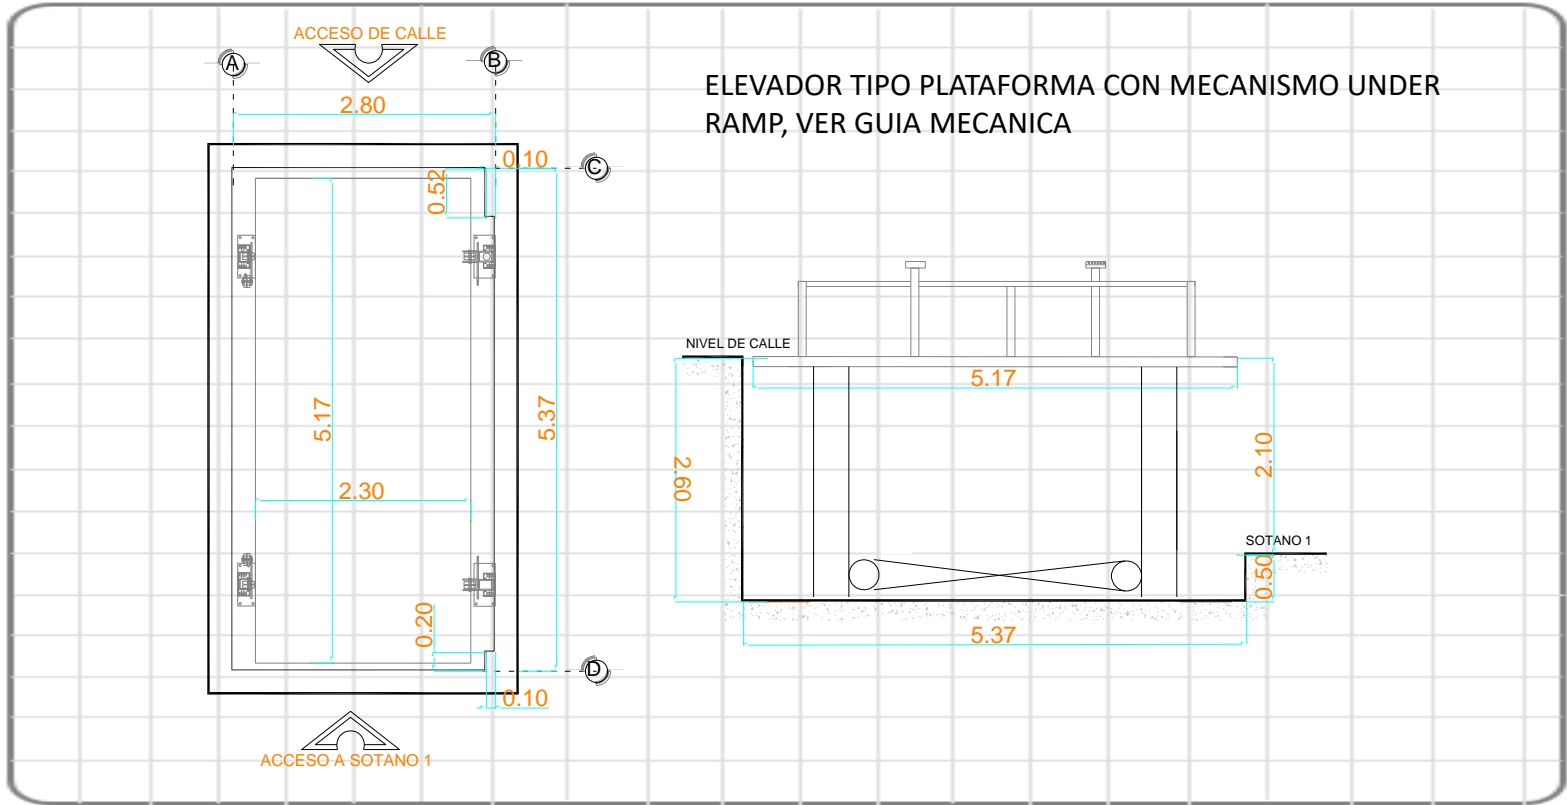 ACCESO DE CALLE
A
B
2.80
ELEVADOR TIPO PLATAFORMA CON MECANISMO UNDER
RAMP, VER GUIA MECANICA
0.10
C
0.52
5.17
5.37
2.30
0.20
D
0.10
ACCESO A SOTANO 1
NIVEL DE CALLE
5.17
2.60
2.10
SOTANO 1
0.50
5.37